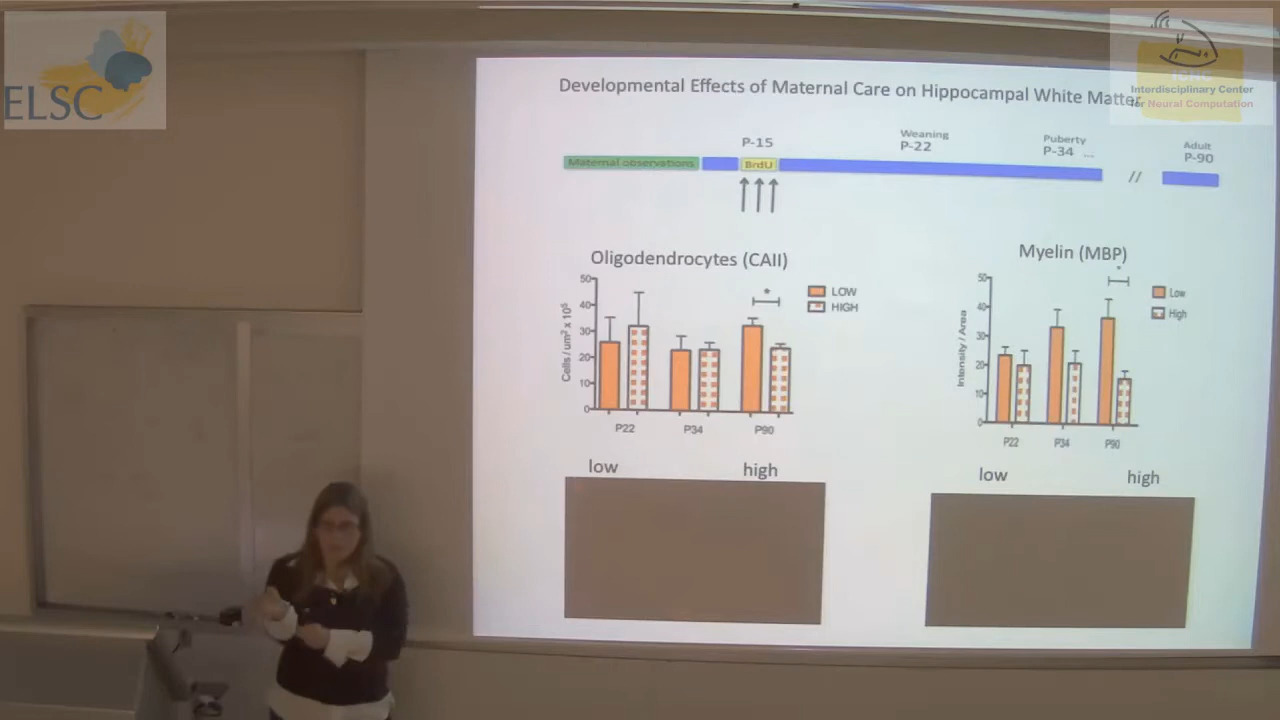 ELSC
ICNC
Interdisciplinary Center
for Neural Computation
Developmental Effects of Maternal Care on Hippocampal White Matter
P-15
Weaning
P-22
Puberty
P-34 ...
Adult
P-90
Maternal observations
BrdU
//
Oligodendrocytes (CAII)
Cells / um² x 10⁵
50
40
30
20
10
0
*
LOW
HIGH
P22
P34
P90
Myelin (MBP)
Intensity / Area
50
40
30
20
10
0
*
Low
High
P22
P34
P90
low
high
low
high